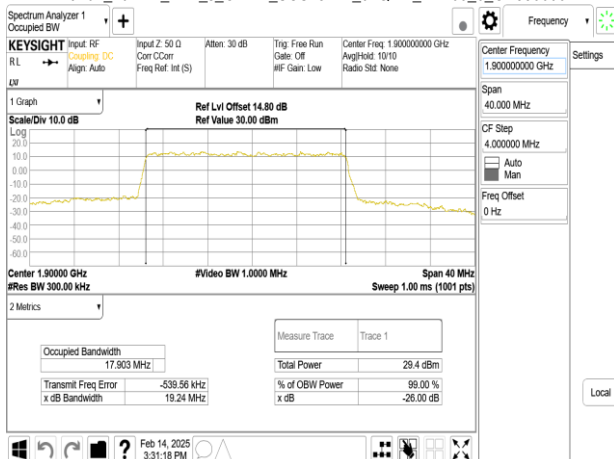 Spectrum Analyzer 1
Occupied BW
Frequency
KEYSIGHT
RL
Input: RF
Coupling: DC
Align: Auto
Input Z: 50 Ω
Corr CCorr
Freq Ref: Int (S)
Atten: 30 dB
Trig: Free Run
Gate: Off
#IF Gain: Low
Center Freq: 1.900000000 GHz
Avg|Hold: 10/10
Radio Std: None
LXI
Center Frequency
1.900000000 GHz
Settings
Span
40.000 MHz
CF Step
4.000000 MHz
Auto
Man
Freq Offset
0 Hz
1 Graph
Scale/Div 10.0 dB
Ref Lvl Offset 14.80 dB
Ref Value 30.00 dBm
Log
20.0
10.0
0.00
-10.0
-20.0
-30.0
-40.0
-50.0
-60.0
Center 1.90000 GHz
#Video BW 1.0000 MHz
Span 40 MHz
#Res BW 300.00 kHz
Sweep 1.00 ms (1001 pts)
2 Metrics
Measure Trace Trace 1
Occupied Bandwidth
17.903 MHz
Total Power 29.4 dBm
Transmit Freq Error -539.56 kHz
% of OBW Power 99.00 %
x dB Bandwidth 19.24 MHz
x dB -26.00 dB
Local
Feb 14, 2025
3:31:18 PM